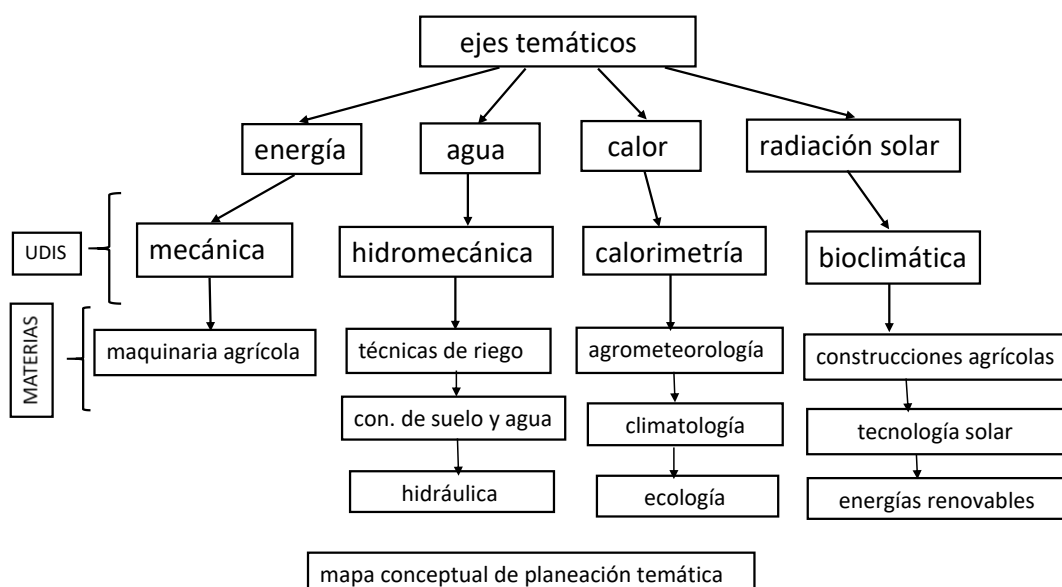 ejes temáticos
energía
agua
calor
radiación solar
UDIS
mecánica
hidromecánica
calorimetría
bioclimática
MATERIAS
maquinaria agrícola
técnicas de riego
agrometeorología
construcciones agrícolas
con. de suelo y agua
climatología
tecnología solar
hidráulica
ecología
energías renovables
mapa conceptual de planeación temática